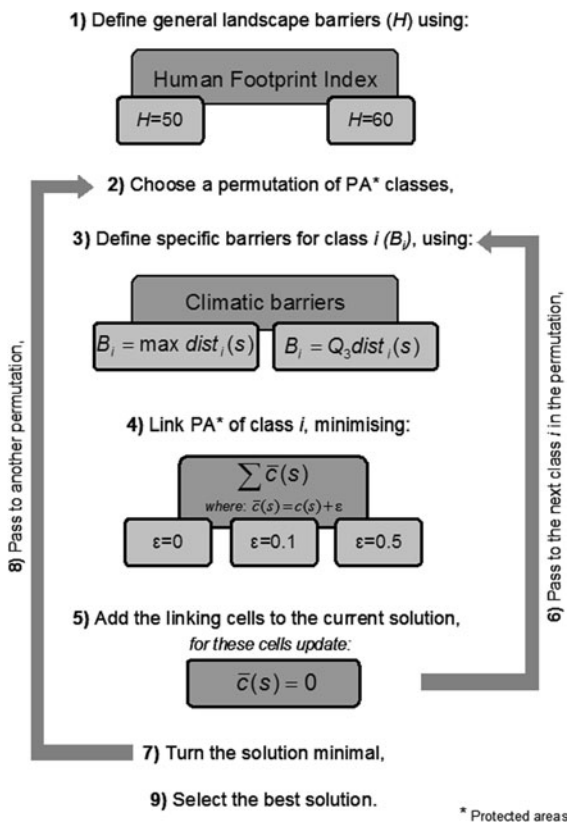 1) Define general landscape barriers (H) using:
Human Footprint Index
H=50
H=60
2) Choose a permutation of PA* classes,
3) Define specific barriers for class i (Bi), using:
Climatic barriers
Bi = max disti(s)
Bi = Q3disti(s)
4) Link PA* of class i, minimising:
∑ c̅(s)
where: c̅(s)=c(s)+ε
ε=0
ε=0.1
ε=0.5
5) Add the linking cells to the current solution,
for these cells update:
c̅(s) = 0
6) Pass to the next class i in the permutation,
7) Turn the solution minimal,
8) Pass to another permutation,
9) Select the best solution.
* Protected areas